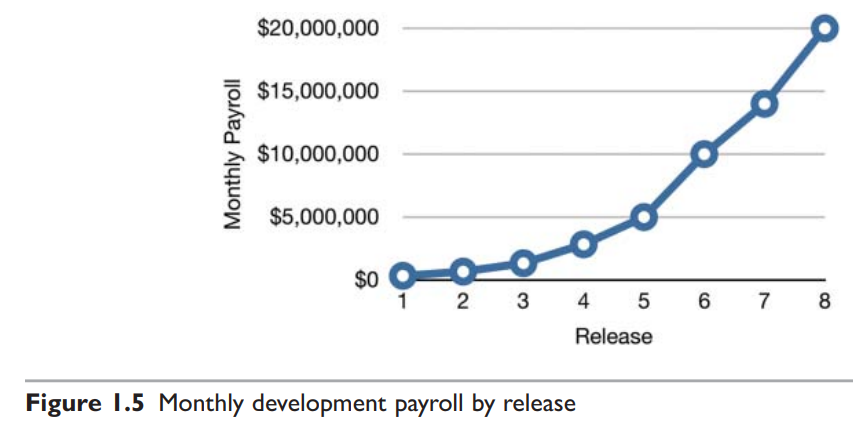 $20,000,000
$15,000,000
$10,000,000
$5,000,000
$0
Monthly Payroll
1 2 3 4 5 6 7 8
Release
Figure 1.5 Monthly development payroll by release